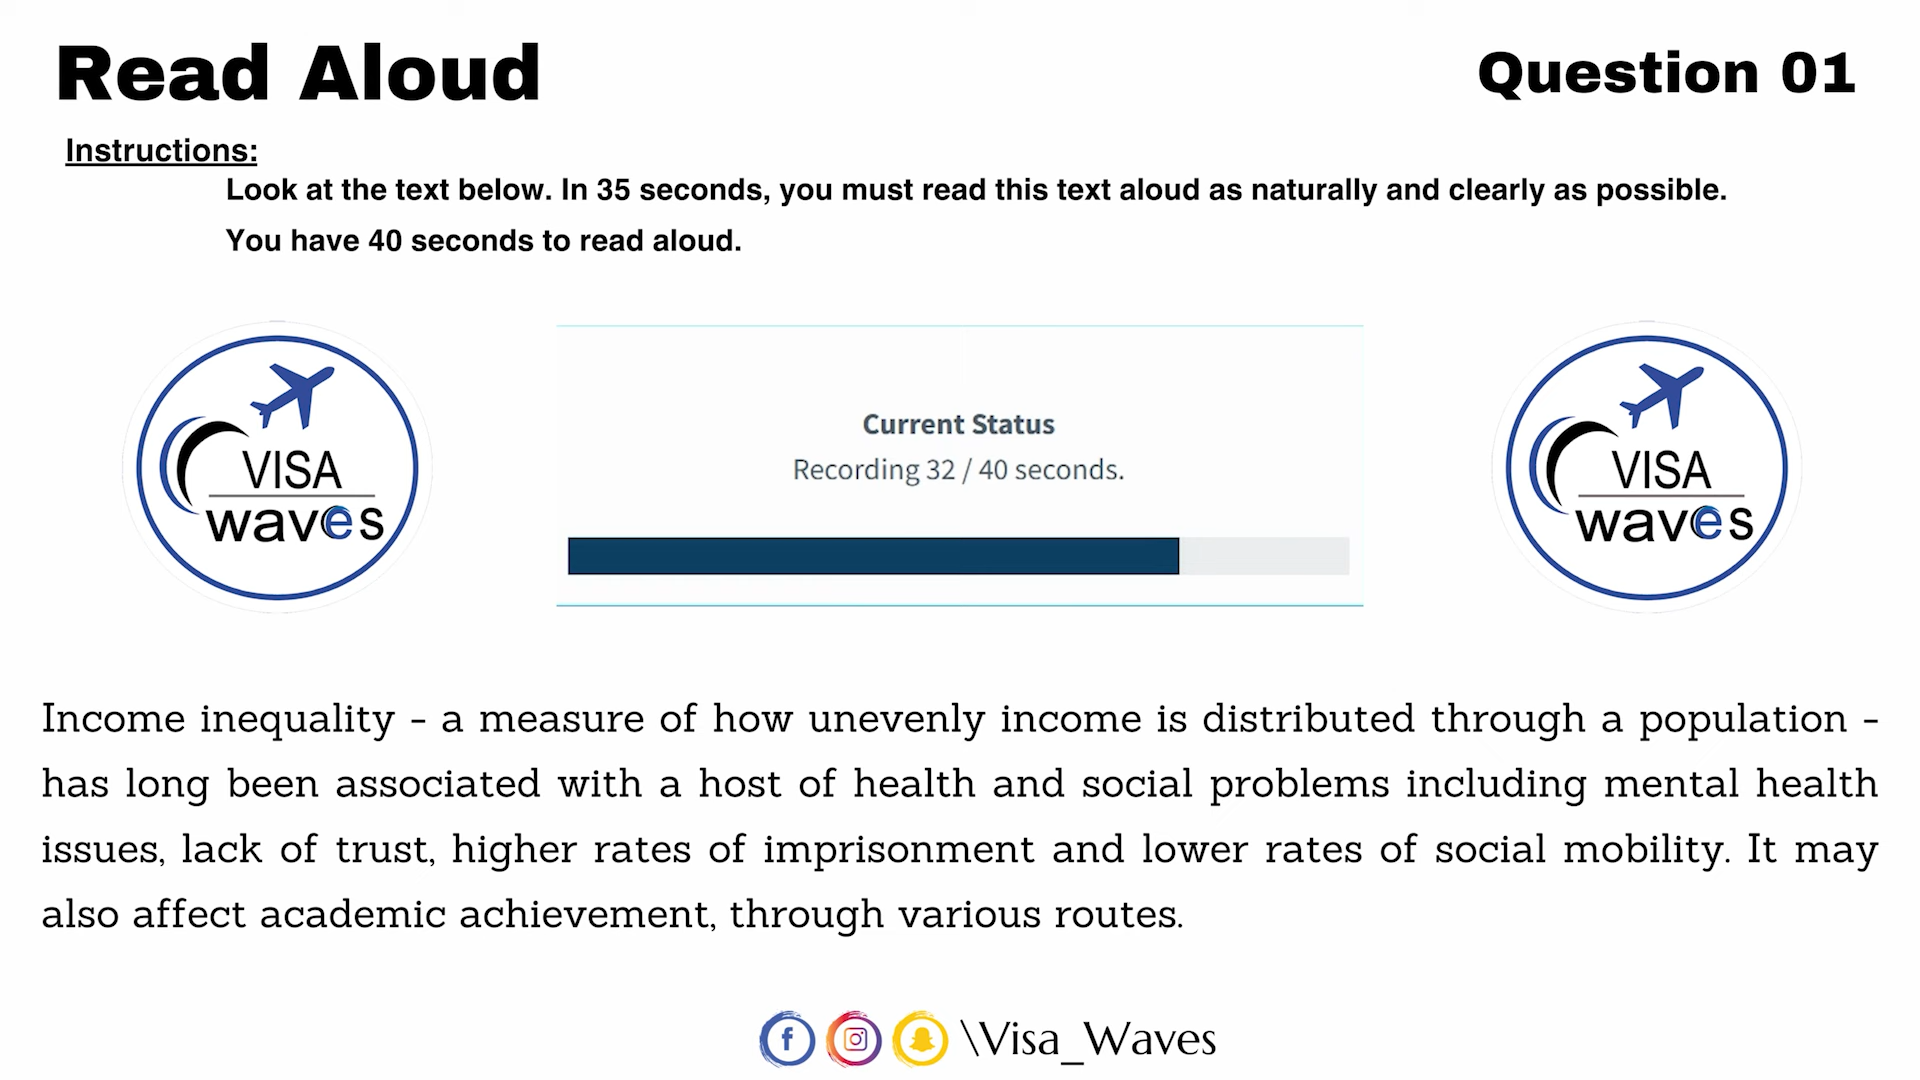 Read Aloud
Question 01
Instructions:
Look at the text below. In 35 seconds, you must read this text aloud as naturally and clearly as possible.
You have 40 seconds to read aloud.
VISA
waves
Current Status
Recording 32 / 40 seconds.
VISA
waves
Income inequality - a measure of how unevenly income is distributed through a population -
has long been associated with a host of health and social problems including mental health
issues, lack of trust, higher rates of imprisonment and lower rates of social mobility. It may
also affect academic achievement, through various routes.
\Visa_Waves